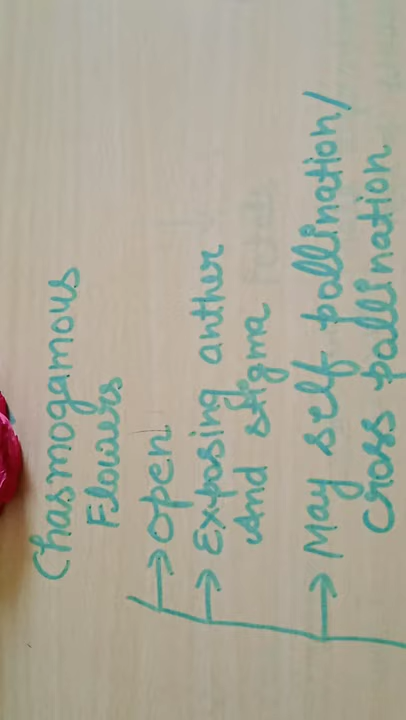 Chasmogamous
Flowers
→ open
→ Exposing anther
And stigma
→ May self pollination/
cross pollination